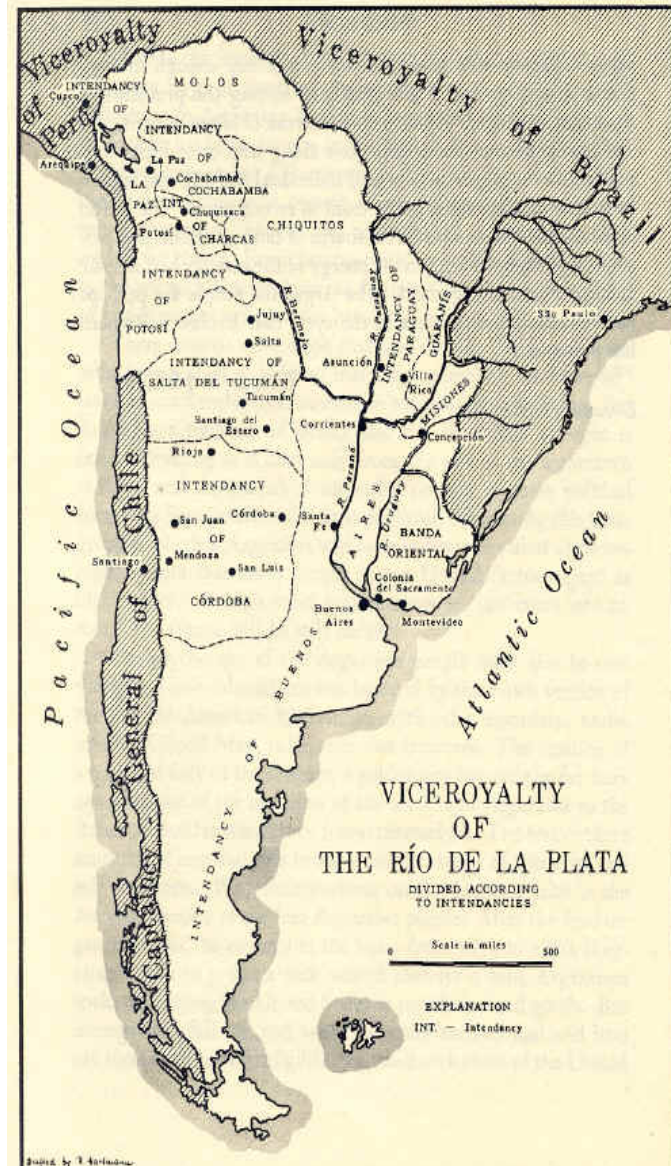 Viceroyalty of Peru
Viceroyalty of Brazil
MOJOS
INTENDANCY OF LA PAZ
Cuzco
INTENDANCY OF COCHABAMBA
Arequipa
La Paz
Cochabamba
INT. OF CHARCAS
Chuquisaca
Potosí
CHIQUITOS
INTENDANCY OF POTOSÍ
R. Bermejo
R. Paraguay
INTENDANCY OF PARAGUAY
GUARANÍS
São Paulo
Jujuy
Salta
Asunción
Villa Rica
INTENDANCY OF SALTA DEL TUCUMÁN
Tucumán
MISIONES
Santiago del Estero
Corrientes
Concepción
Rioja
R. Paraná
R. Uruguay
INTENDANCY OF CÓRDOBA
San Juan
Córdoba
Santa Fe
BANDA ORIENTAL
Santiago
Mendoza
San Luis
Colonia del Sacramento
Buenos Aires
Montevideo
INTENDANCY OF BUENOS AIRES
Pacific Ocean
Captaincy-General of Chile
Atlantic Ocean
VICEROYALTY
OF
THE RÍO DE LA PLATA
DIVIDED ACCORDING
TO INTENDANCIES
Scale in miles
0 500
EXPLANATION
INT. — Intendancy